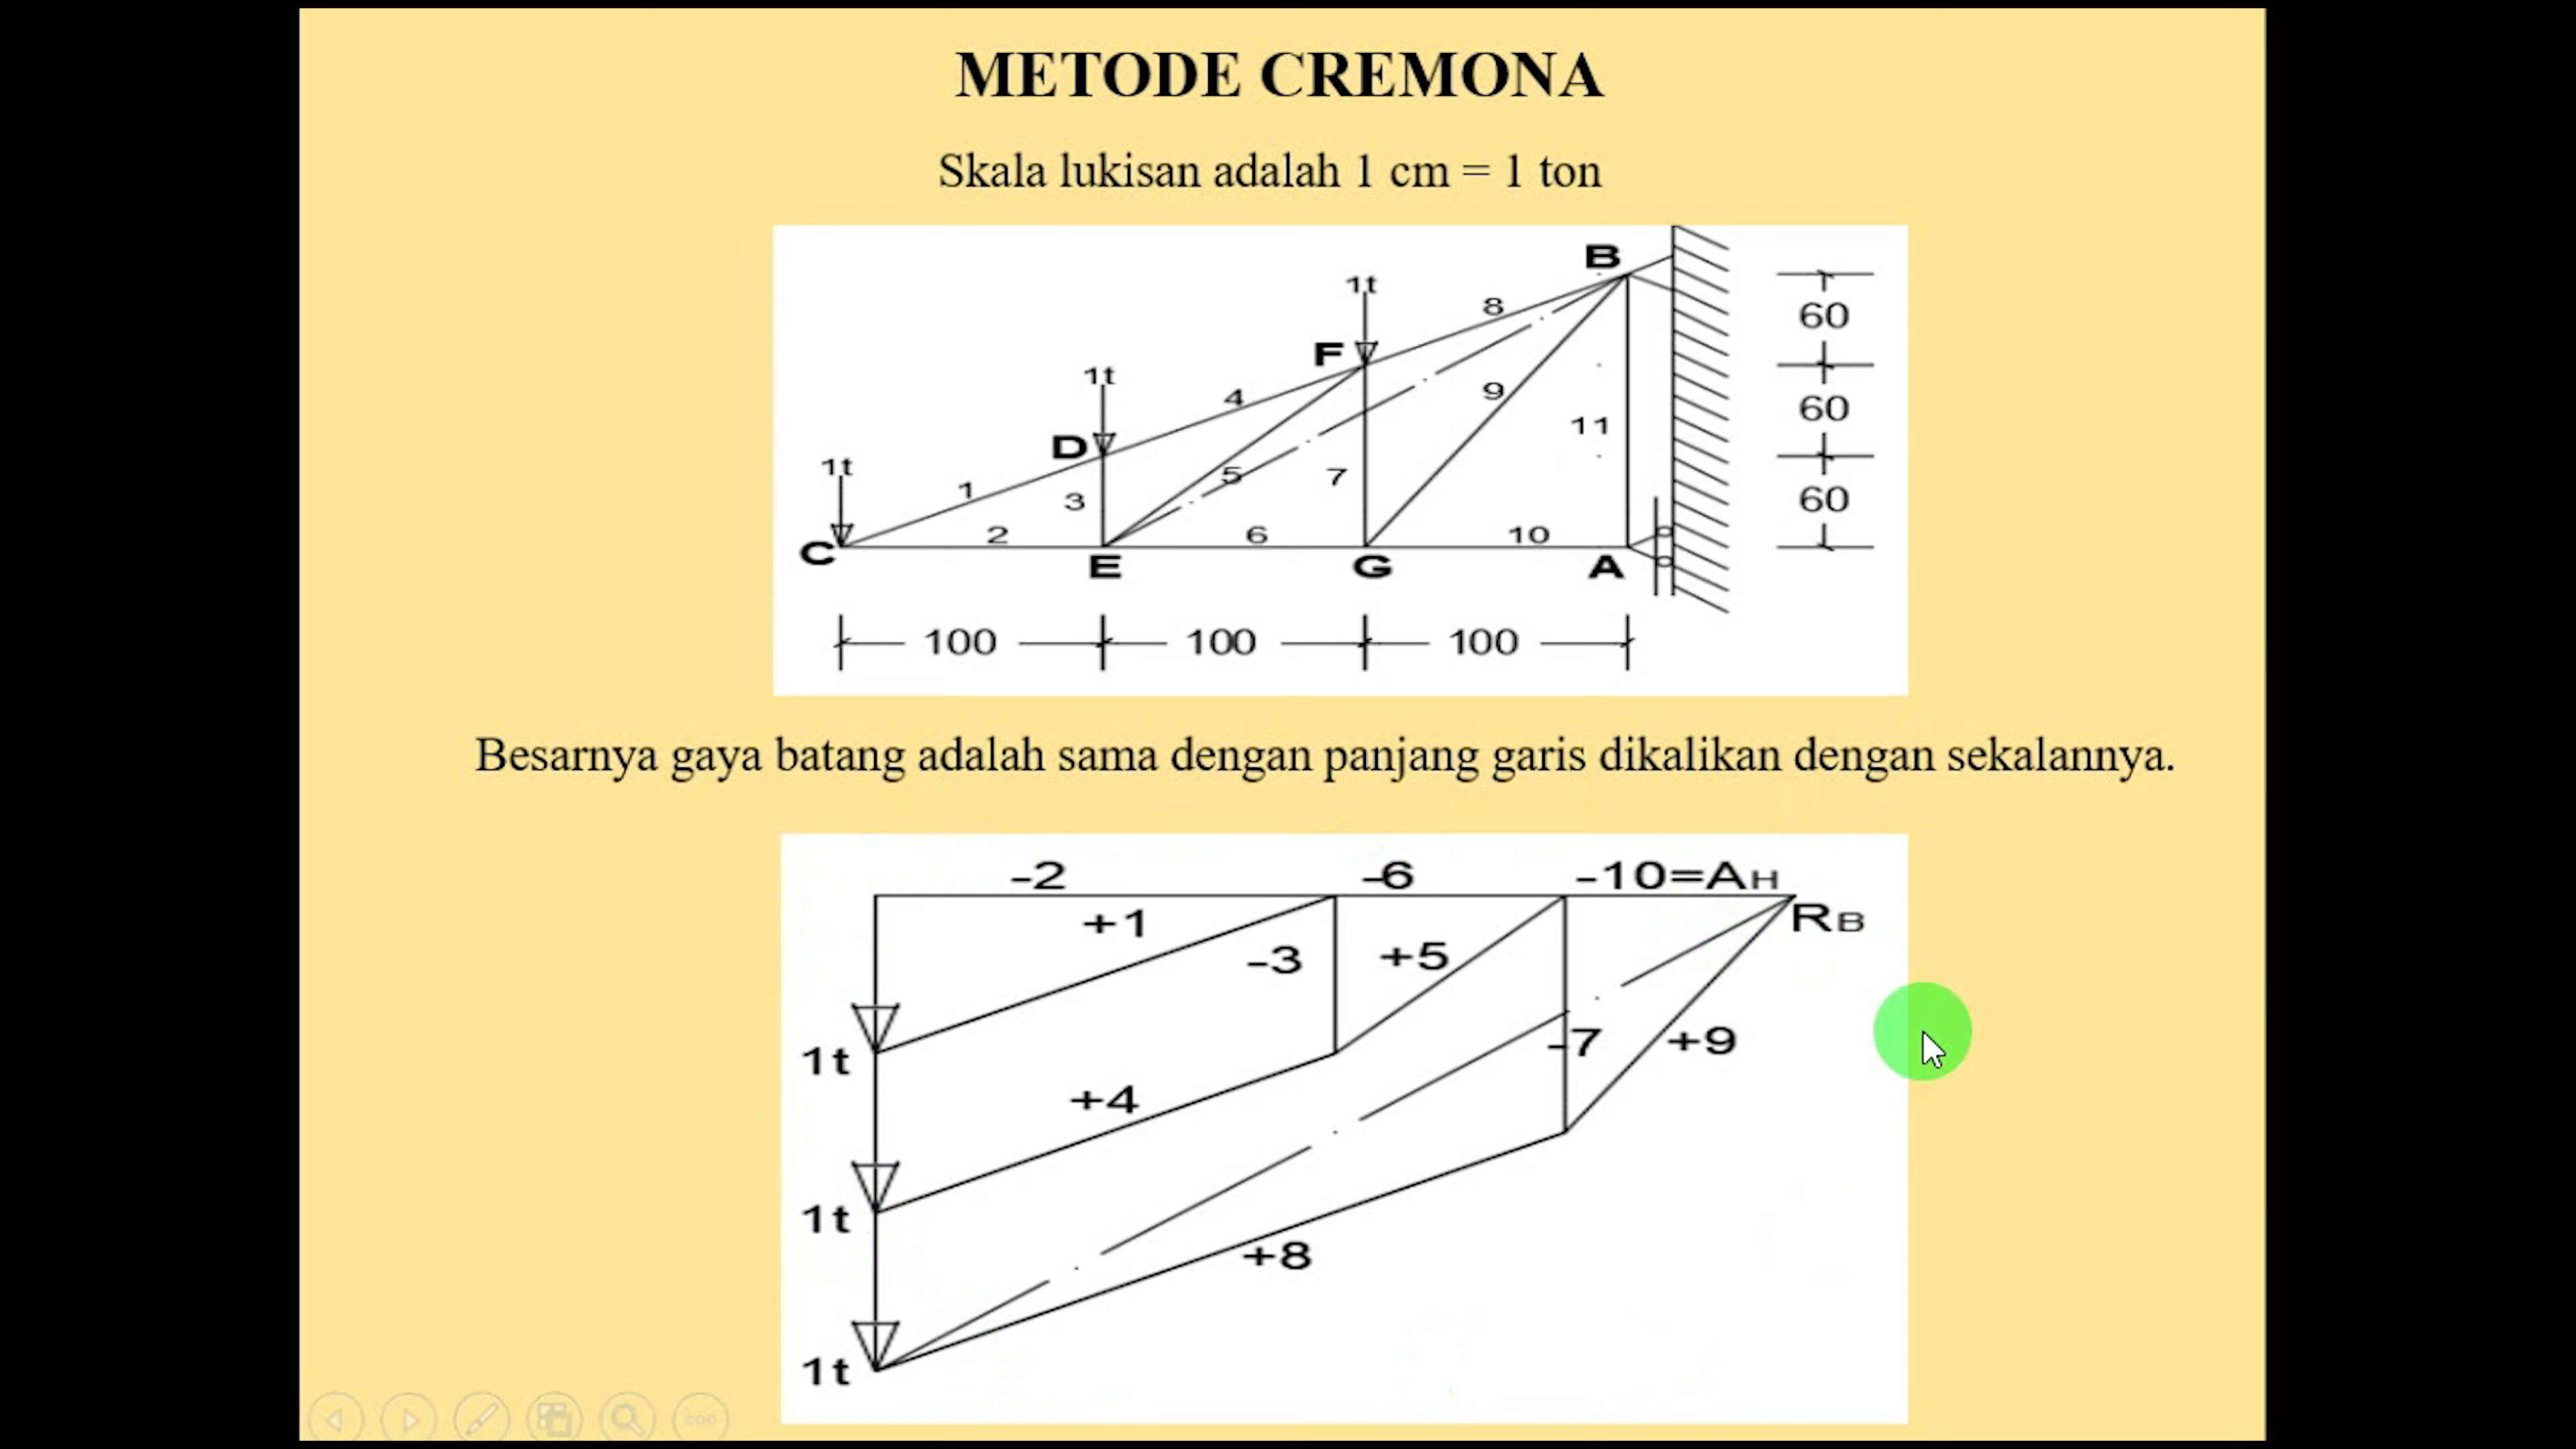 METODE CREMONA
Skala lukisan adalah 1 cm = 1 ton
B
1t
8
60
F
1t
4
9
60
D
11
1t
5
7
1
3
60
2
6
10
C
E
G
A
100
100
100
Besarnya gaya batang adalah sama dengan panjang garis dikalikan dengan sekalannya.
-2
-6
-10=AH
+1
RB
-3
+5
-7
+9
1t
+4
1t
+8
1t